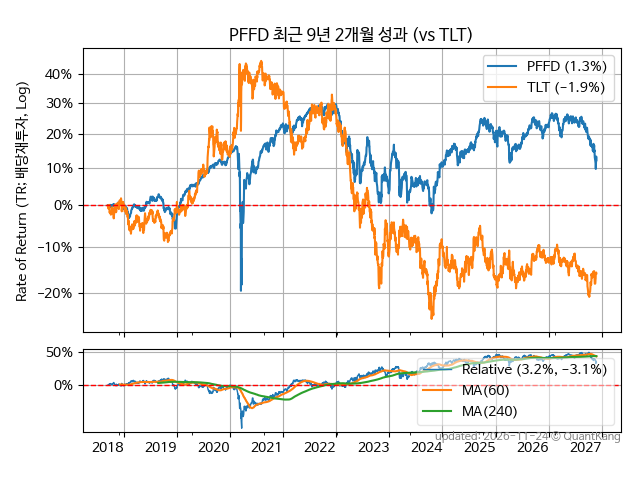 PFFD 최근 9년 2개월 성과 (vs TLT)
Rate of Return (TR: 배당재투자, Log)
40%
30%
20%
10%
0%
−10%
−20%
PFFD (1.3%)
TLT (−1.9%)
50%
0%
Relative (3.2%, −3.1%)
MA(60)
MA(240)
updated: 2026-11-24 © QuantKang
2018 2019 2020 2021 2022 2023 2024 2025 2026 2027